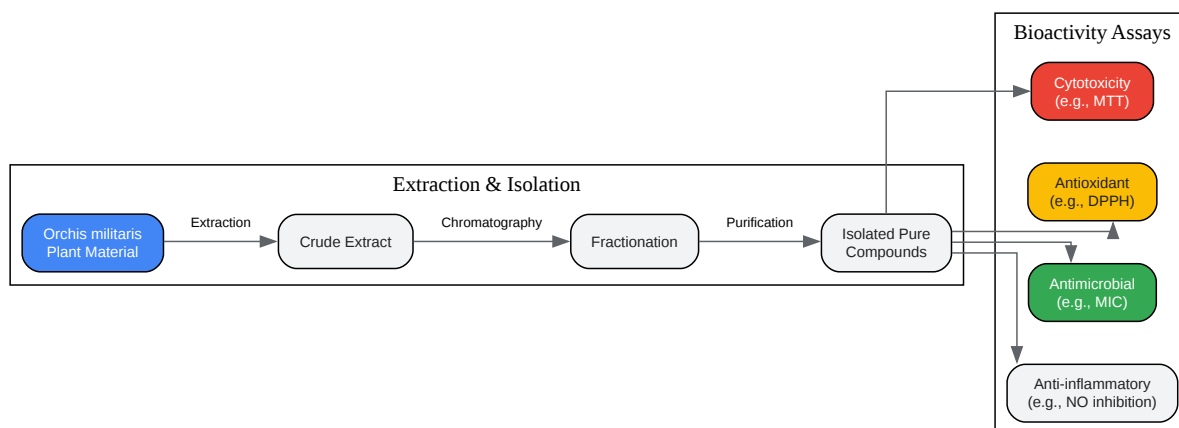 Bioactivity Assays
Cytotoxicity
(e.g., MTT)
Extraction & Isolation
Orchis militaris
Plant Material
Extraction
Crude Extract
Chromatography
Fractionation
Purification
Isolated Pure
Compounds
Antioxidant
(e.g., DPPH)
Antimicrobial
(e.g., MIC)
Anti-inflammatory
(e.g., NO inhibition)